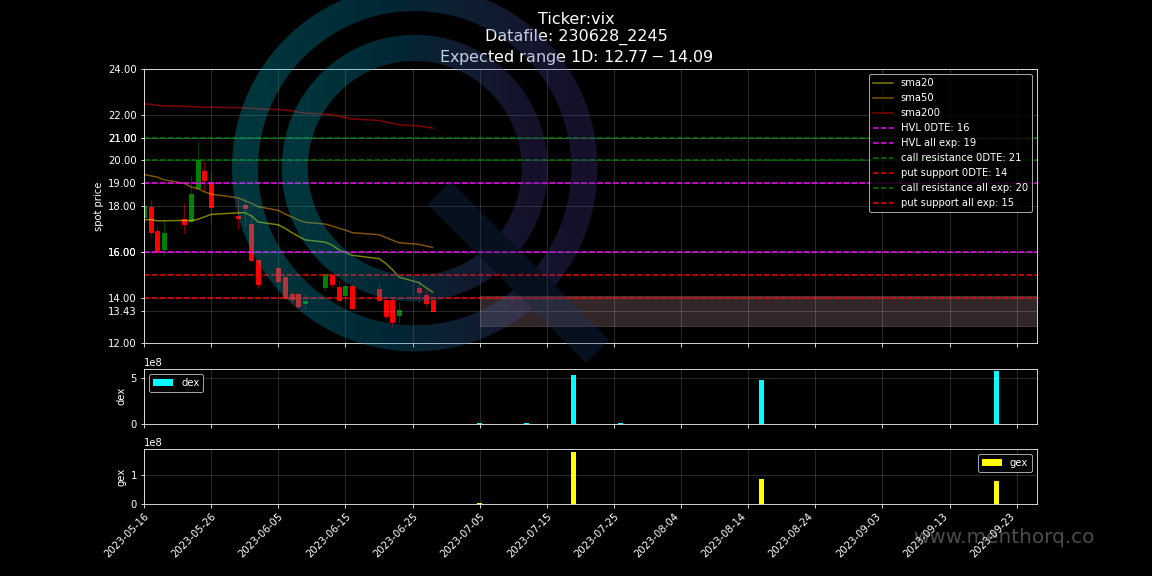 Ticker:vix
Datafile: 230628_2245
Expected range 1D: 12.77 − 14.09
24.00
22.00
21.00
20.00
19.00
18.00
16.00
14.00
13.43
12.00
spot price
sma20
sma50
sma200
HVL 0DTE: 16
HVL all exp: 19
call resistance 0DTE: 21
put support 0DTE: 14
call resistance all exp: 20
put support all exp: 15
1e8
5
0
dex
dex
1e8
1
0
gex
gex
2023-05-16
2023-05-26
2023-06-05
2023-06-15
2023-06-25
2023-07-05
2023-07-15
2023-07-25
2023-08-04
2023-08-14
2023-08-24
2023-09-03
2023-09-13
2023-09-23
www.menthorq.co